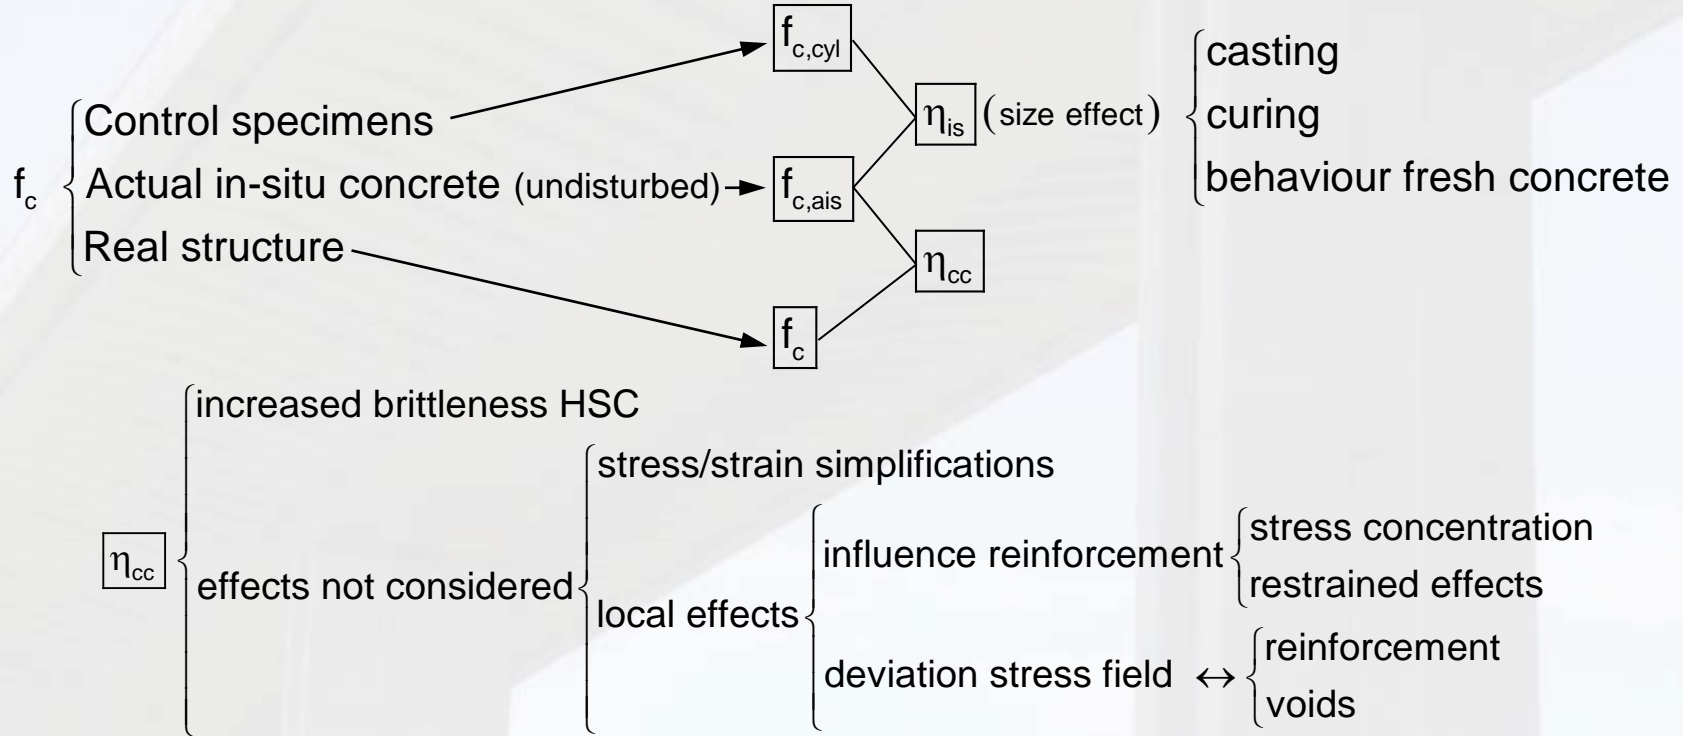 f_c,cyl
casting
Control specimens
η_is (size effect)
curing
f_c
Actual in-situ concrete (undisturbed)
f_c,ais
behaviour fresh concrete
Real structure
η_cc
f_c
increased brittleness HSC
stress/strain simplifications
η_cc
effects not considered
influence reinforcement
stress concentration
restrained effects
local effects
deviation stress field ↔
reinforcement
voids